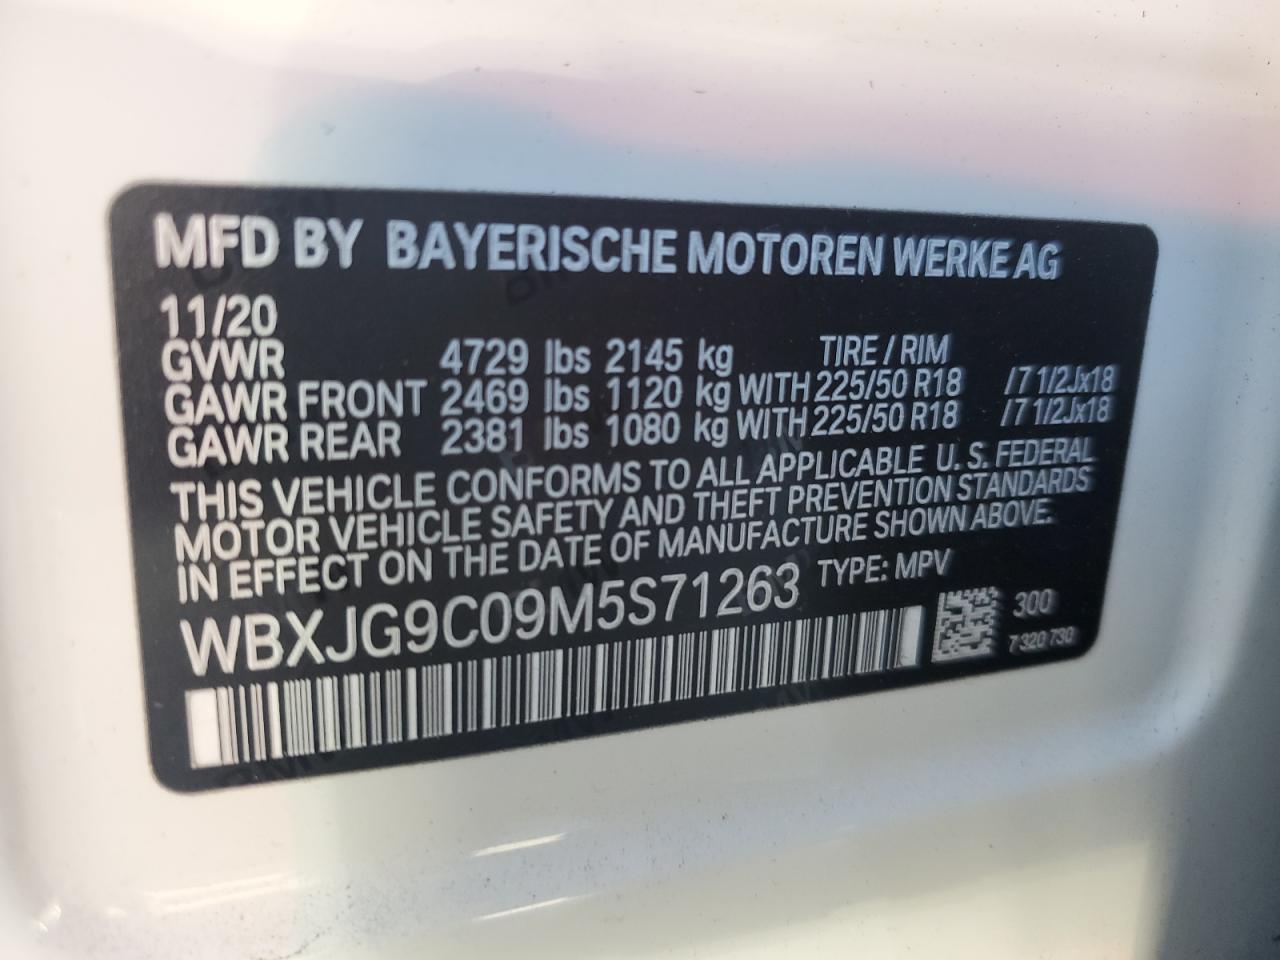 MFD BY BAYERISCHE MOTOREN WERKE AG
11/20
GVWR 4729 lbs 2145 kg TIRE / RIM
GAWR FRONT 2469 lbs 1120 kg WITH 225/50 R18 /7 1/2Jx18
GAWR REAR 2381 lbs 1080 kg WITH 225/50 R18 /7 1/2Jx18
THIS VEHICLE CONFORMS TO ALL APPLICABLE U. S. FEDERAL
MOTOR VEHICLE SAFETY AND THEFT PREVENTION STANDARDS
IN EFFECT ON THE DATE OF MANUFACTURE SHOWN ABOVE.
WBXJG9C09M5S71263 TYPE: MPV
300
7 320 730